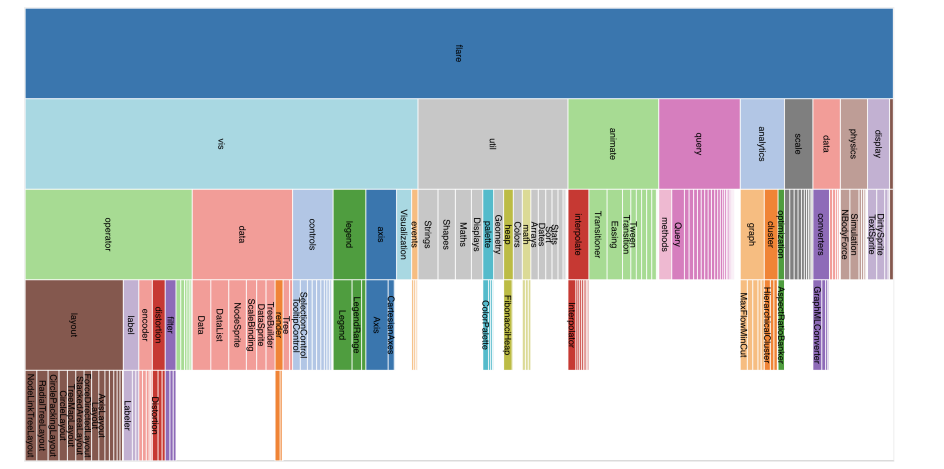 flare
vis
util
animate
query
analytics
scale
data
physics
display
operator
data
controls
legend
axis
Visualization
events
Strings
Shapes
Maths
Displays
palette
Geometry
heap
Colors
math
Arrays
Dates
Sort
Stats
interpolate
Transitioner
Easing
Transition
Tween
methods
Query
graph
cluster
optimization
converters
NBodyForce
Simulation
TextSprite
DirtySprite
layout
label
encoder
distortion
filter
Data
DataList
NodeSprite
ScaleBinding
DataSprite
TreeBuilder
render
Tree
TooltipControl
SelectionControl
Legend
LegendRange
Axis
CartesianAxes
ColorPalette
FibonacciHeap
Interpolator
MaxFlowMinCut
HierarchicalCluster
AspectRatioBanker
GraphMLConverter
NodeLinkTreeLayout
RadialTreeLayout
CirclePackingLayout
CircleLayout
TreeMapLayout
StackedAreaLayout
ForceDirectedLayout
Layout
AxisLayout
Labeler
Distortion